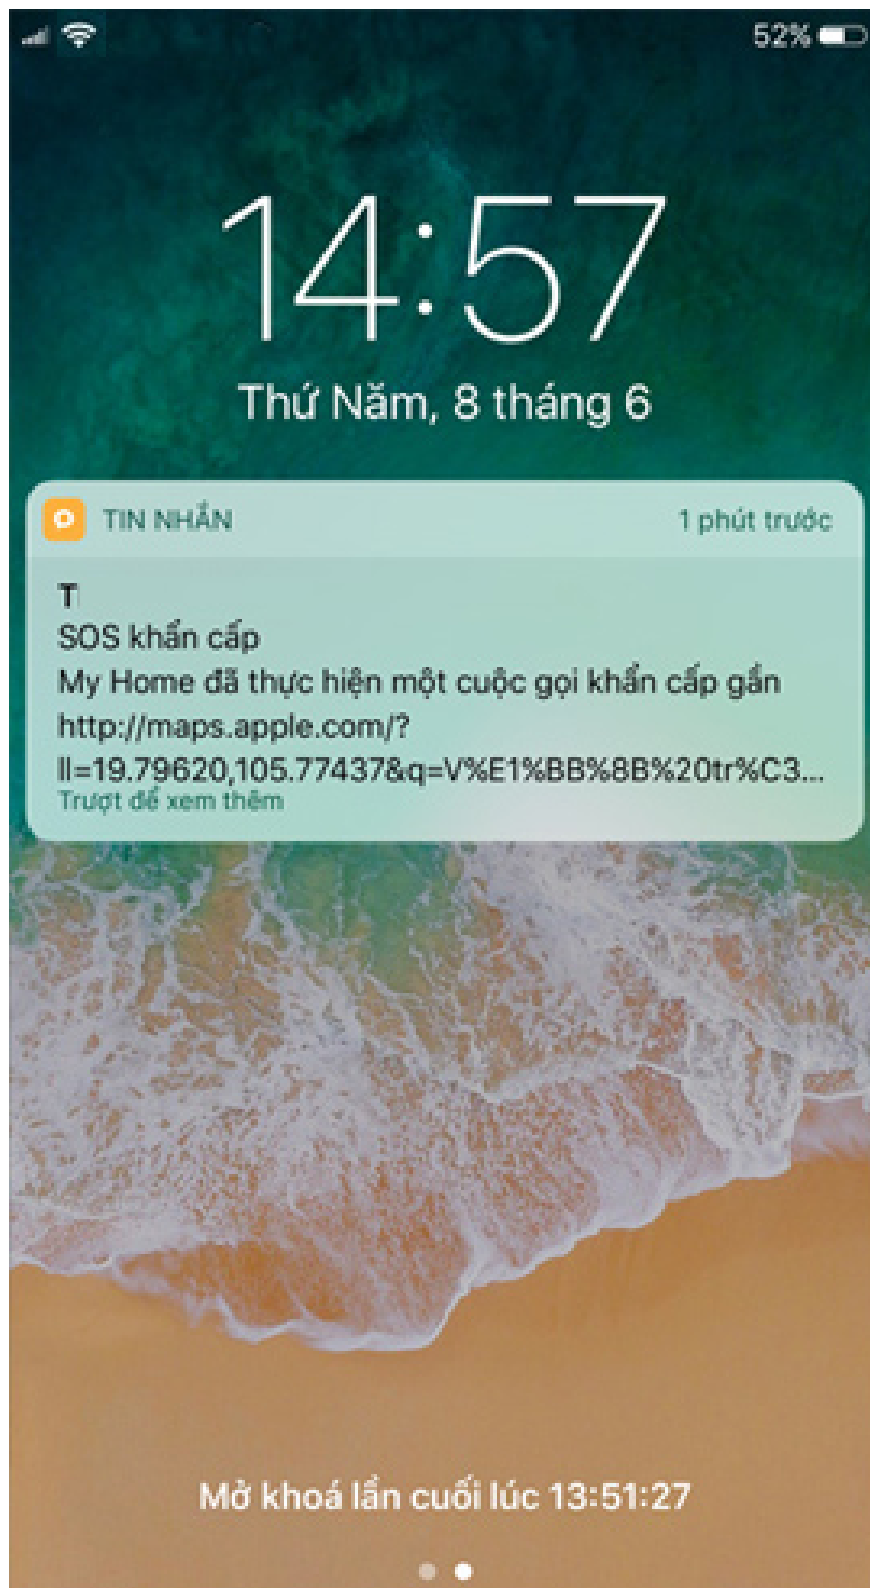 52%
14:57
Thứ Năm, 8 tháng 6
TIN NHẮN
1 phút trước
T
SOS khẩn cấp
My Home đã thực hiện một cuộc gọi khẩn cấp gần
http://maps.apple.com/?
ll=19.79620,105.77437&q=V%E1%BB%8B%20tr%C3...
Trượt để xem thêm
Mở khoá lần cuối lúc 13:51:27